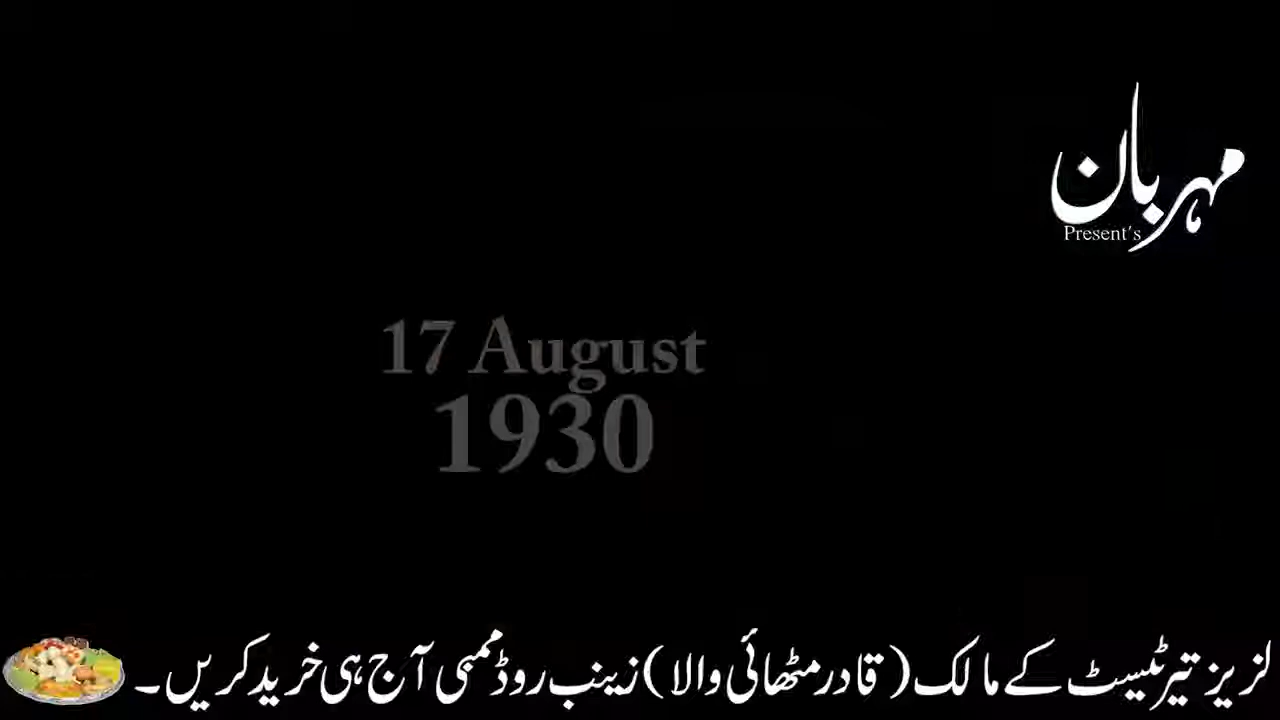 مہربان
Present's
17 August
1930
لزیز تیر ٹیسٹ کے مالک (قادر مٹھائی والا) زینب روڈ ممبی آج ہی خرید کریں۔